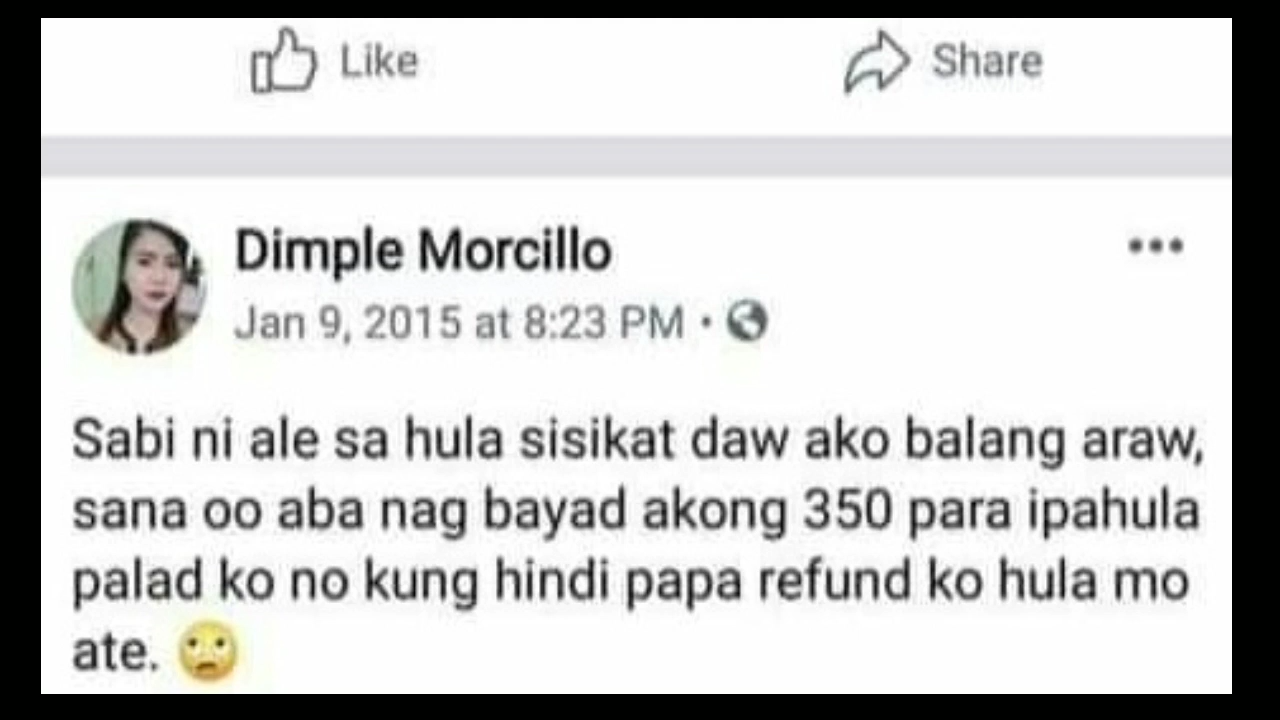 Like Share
Dimple Morcillo
Jan 9, 2015 at 8:23 PM •
Sabi ni ale sa hula sisikat daw ako balang araw,
sana oo aba nag bayad akong 350 para ipahula
palad ko no kung hindi papa refund ko hula mo
ate. 🙄